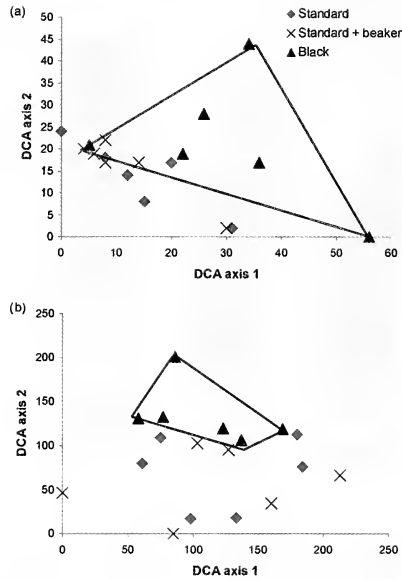 (a)
Standard
Standard + beaker
Black
DCA axis 2
50
45
40
35
30
25
20
15
10
5
0
0 10 20 30 40 50 60
DCA axis 1
(b)
DCA axis 2
250
200
150
100
50
0
0 50 100 150 200 250
DCA axis 1